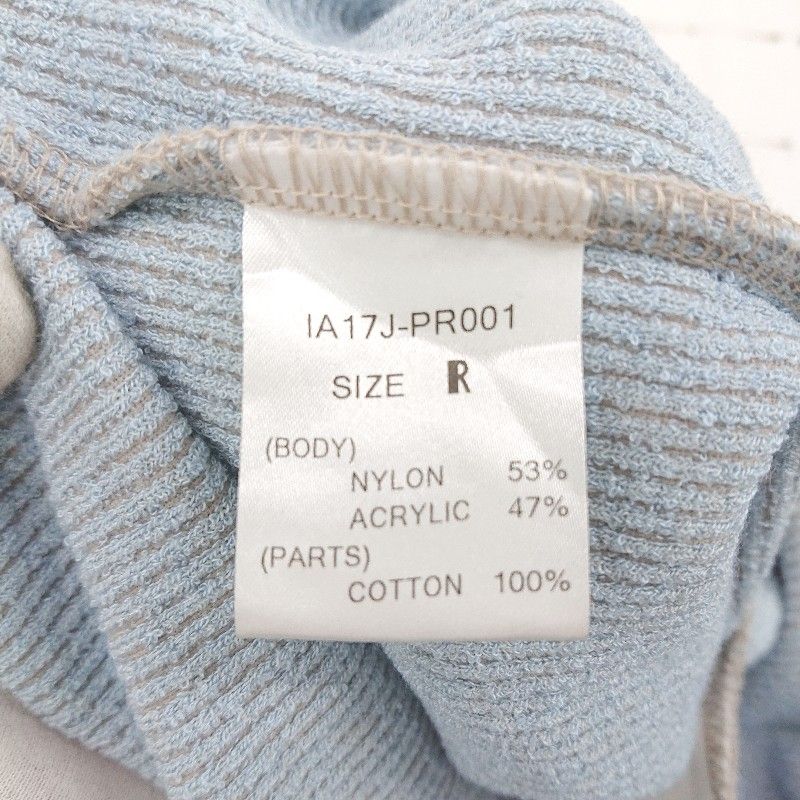 IA17J-PR001
SIZE R
(BODY)
NYLON 53%
ACRYLIC 47%
(PARTS)
COTTON 100%